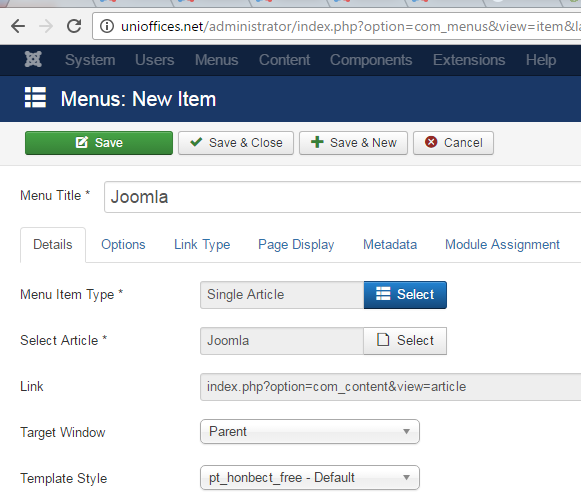 unioffices.net/administrator/index.php?option=com_menus&view=item&la
System Users Menus Content Components Extensions Help
Menus: New Item
Save Save & Close Save & New Cancel
Menu Title * Joomla
Details Options Link Type Page Display Metadata Module Assignment
Menu Item Type * Single Article Select
Select Article * Joomla Select
Link index.php?option=com_content&view=article
Target Window Parent
Template Style pt_honbect_free - Default